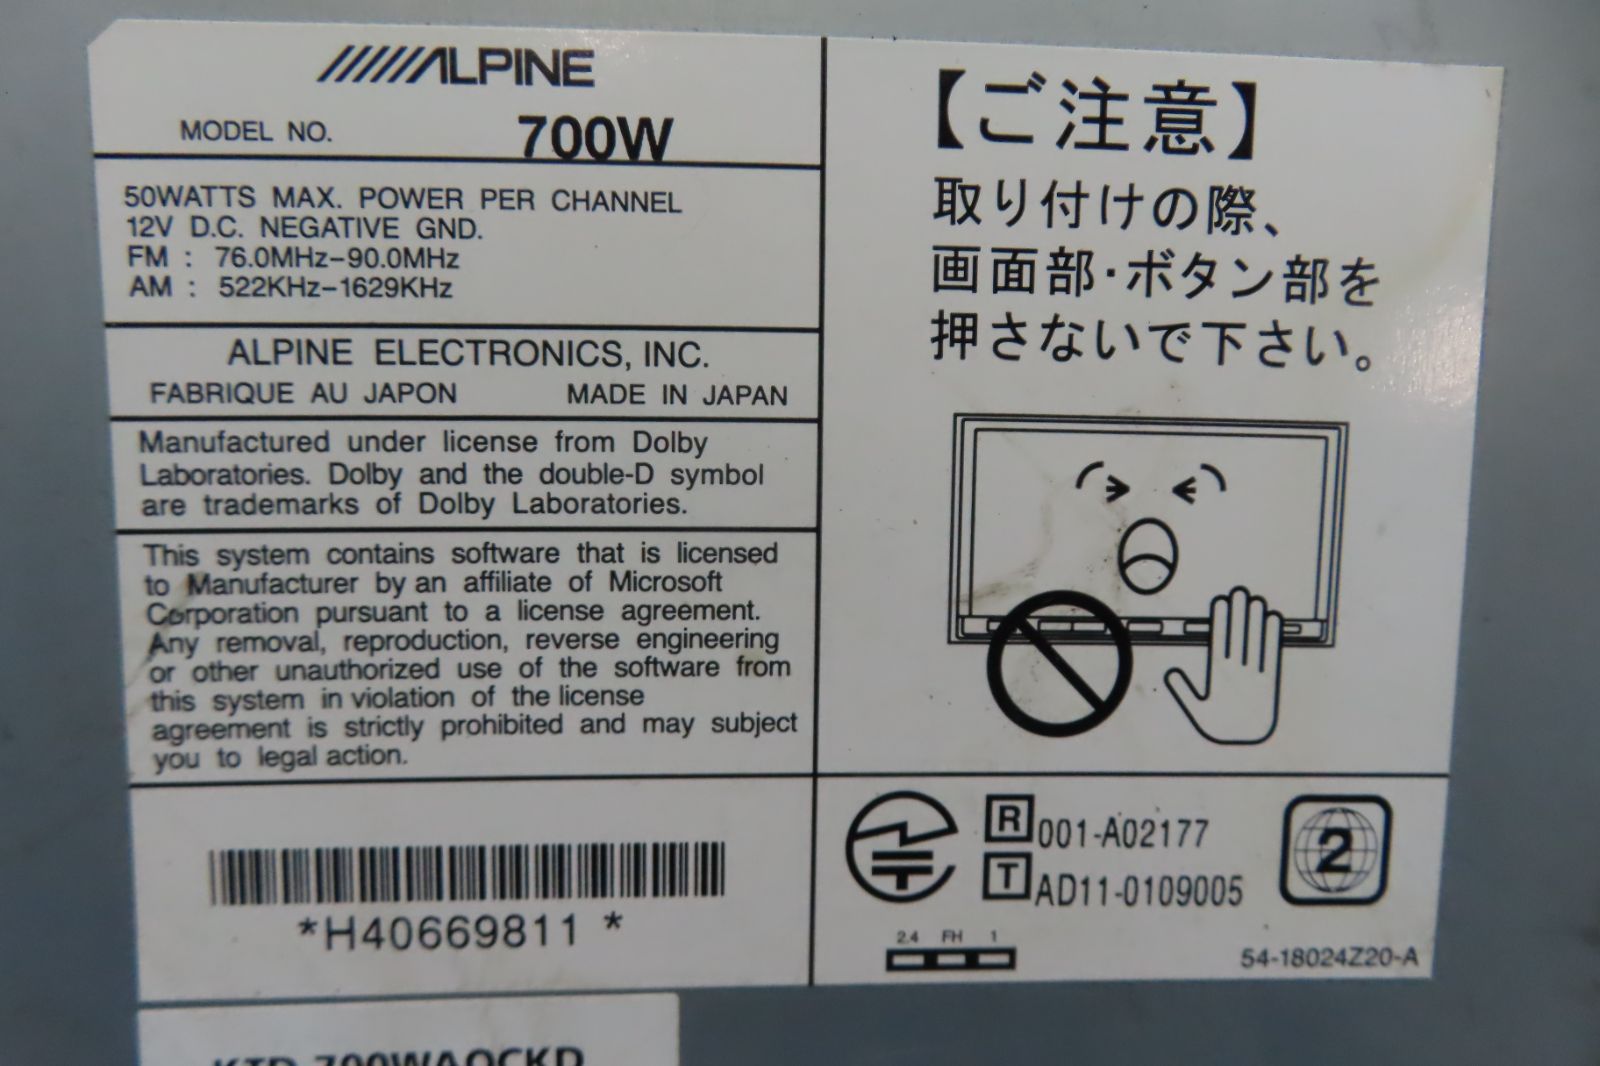 ALPINE
MODEL NO. 700W
50WATTS MAX. POWER PER CHANNEL
12V D.C. NEGATIVE GND.
FM : 76.0MHz-90.0MHz
AM : 522KHz-1629KHz
ALPINE ELECTRONICS, INC.
FABRIQUE AU JAPON MADE IN JAPAN
Manufactured under license from Dolby
Laboratories. Dolby and the double-D symbol
are trademarks of Dolby Laboratories.
This system contains software that is licensed
to Manufacturer by an affiliate of Microsoft
Corporation pursuant to a license agreement.
Any removal, reproduction, reverse engineering
or other unauthorized use of the software from
this system in violation of the license
agreement is strictly prohibited and may subject
you to legal action.
*H40669811 *
【ご注意】
取り付けの際、
画面部・ボタン部を
押さないで下さい。
R 001-A02177
T AD11-0109005
2
2.4 FH 1
54-18024Z20-A